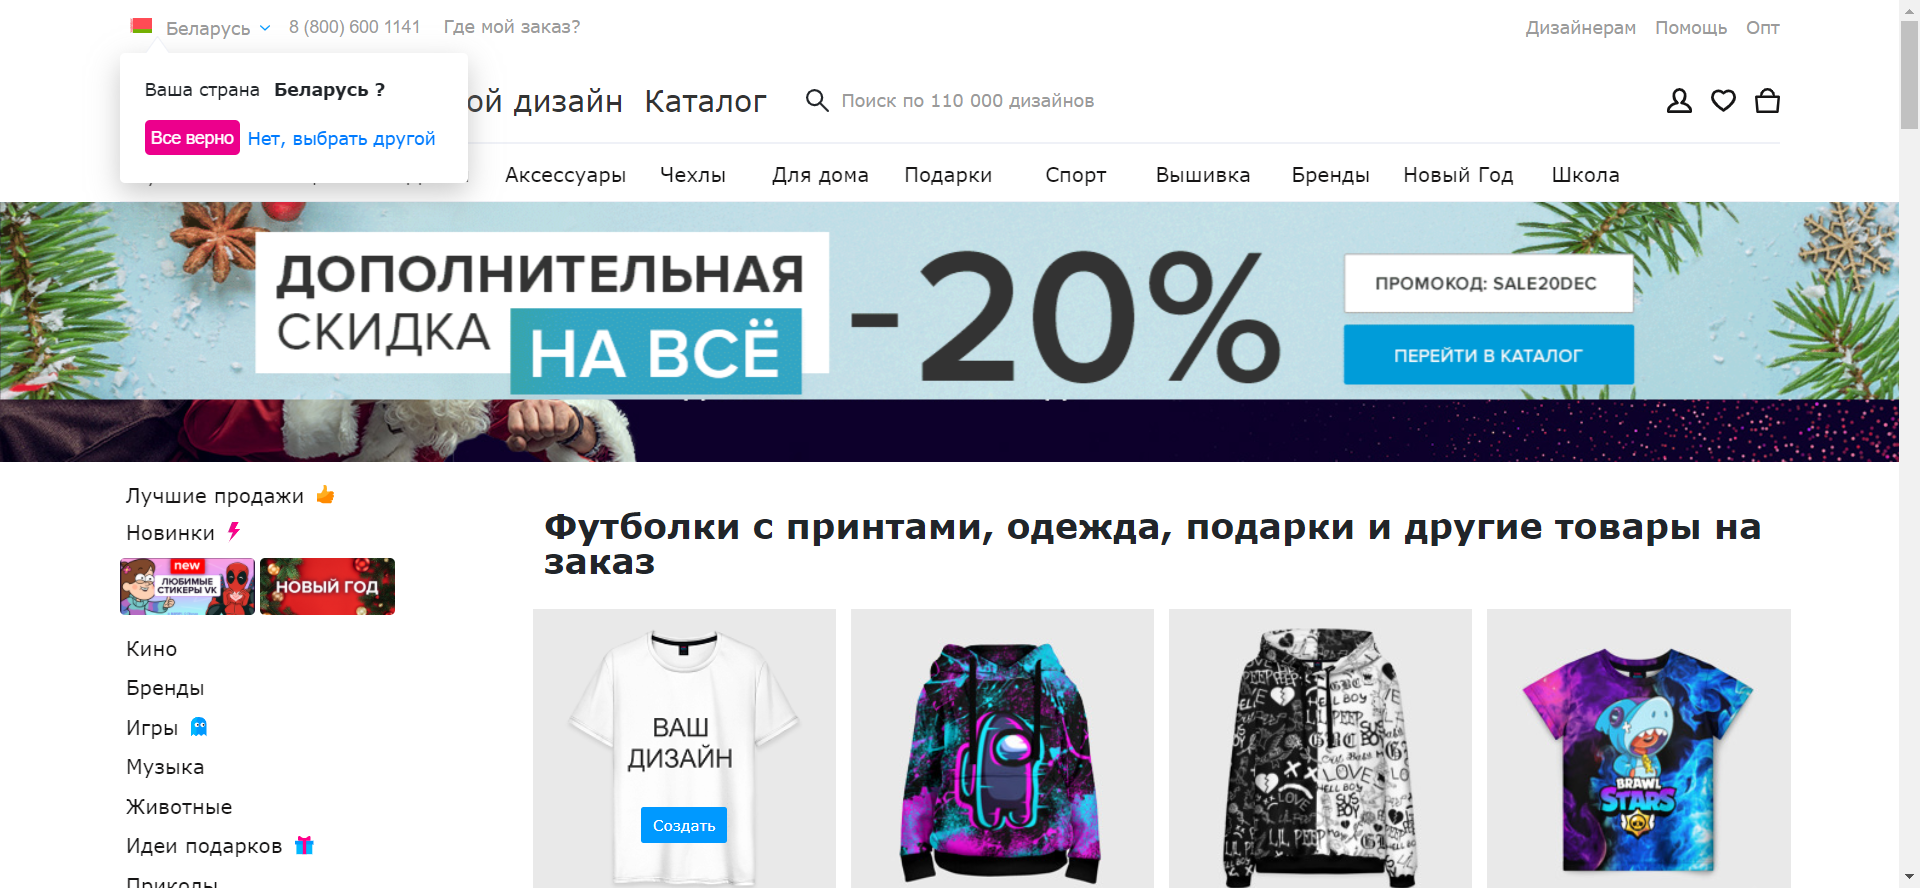 Беларусь
8 (800) 600 1141
Где мой заказ?
Дизайнерам
Помощь
Опт
Ваша страна Беларусь ?
Все верно
Нет, выбрать другой
ой дизайн
Каталог
Поиск по 110 000 дизайнов
Аксессуары
Чехлы
Для дома
Подарки
Спорт
Вышивка
Бренды
Новый Год
Школа
ДОПОЛНИТЕЛЬНАЯ
СКИДКА
НА ВСЁ
-20%
ПРОМОКОД: SALE20DEC
ПЕРЕЙТИ В КАТАЛОГ
Лучшие продажи
Новинки
new
ЛЮБИМЫЕ
СТИКЕРЫ VK
НОВЫЙ ГОД
Кино
Бренды
Игры
Музыка
Животные
Идеи подарков
Приколы
Футболки с принтами, одежда, подарки и другие товары на
заказ
ВАШ
ДИЗАЙН
Создать
LOVE
LIL PEEP
BRAWL
STARS